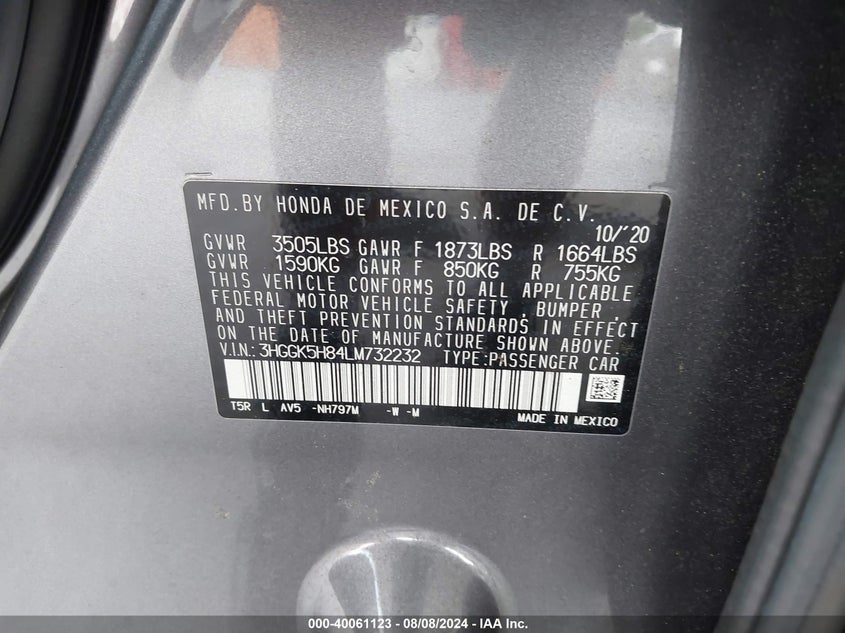 MFD.BY HONDA DE MEXICO S.A. DE C.V.
10/'20
GVWR 3505LBS GAWR F 1873LBS R 1664LBS
GVWR 1590KG GAWR F 850KG R 755KG
THIS VEHICLE CONFORMS TO ALL APPLICABLE
FEDERAL MOTOR VEHICLE SAFETY, BUMPER,
AND THEFT PREVENTION STANDARDS IN EFFECT
ON THE DATE OF MANUFACTURE SHOWN ABOVE.
V.I.N.: 3HGGK5H84LM732232 TYPE:PASSENGER CAR
T5R L AV5 -NH797M -W -M
MADE IN MEXICO
000-40061123 - 08/08/2024 - IAA Inc.